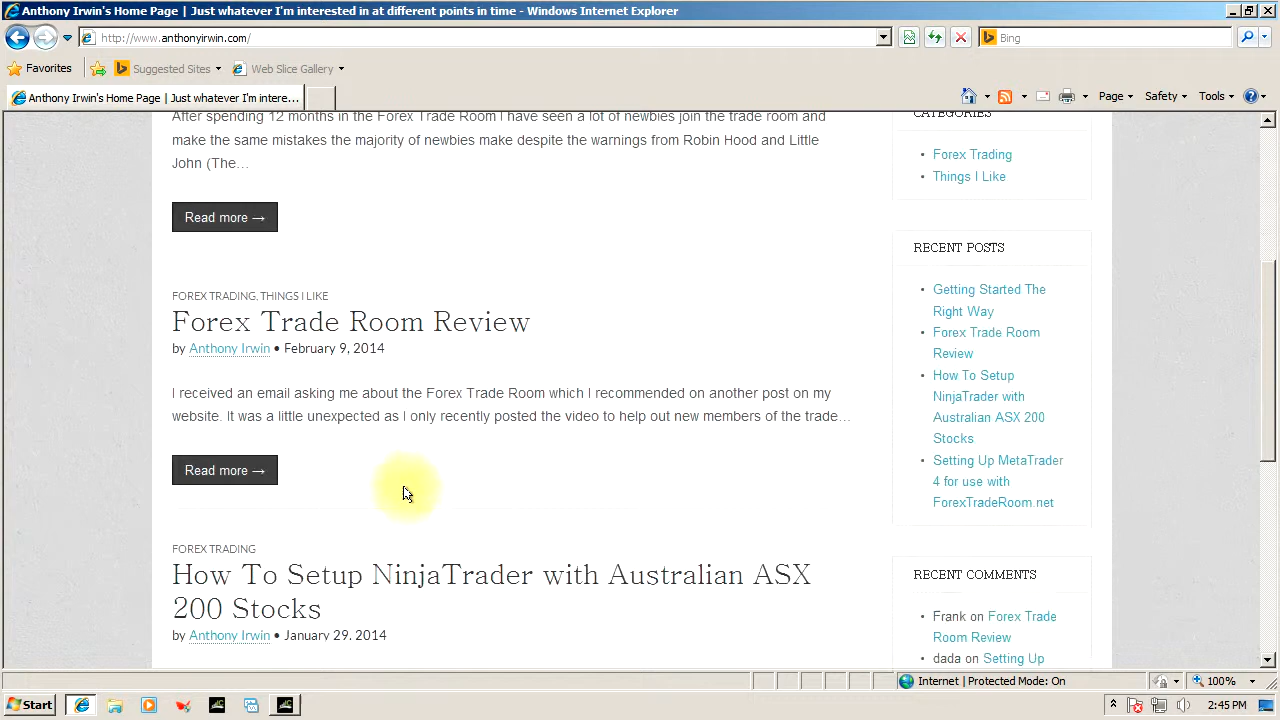 Anthony Irwin's Home Page | Just whatever I'm interested in at different points in time - Windows Internet Explorer
http://www.anthonyirwin.com/
Bing
Favorites
Suggested Sites
Web Slice Gallery
Anthony Irwin's Home Page | Just whatever I'm intere...
Page
Safety
Tools
After spending 12 months in the Forex Trade Room I have seen a lot of newbies join the trade room and
make the same mistakes the majority of newbies make despite the warnings from Robin Hood and Little
John (The…
Read more →
FOREX TRADING, THINGS I LIKE
Forex Trade Room Review
by Anthony Irwin • February 9, 2014
I received an email asking me about the Forex Trade Room which I recommended on another post on my
website. It was a little unexpected as I only recently posted the video to help out new members of the trade…
Read more →
FOREX TRADING
How To Setup NinjaTrader with Australian ASX
200 Stocks
by Anthony Irwin • January 29, 2014
CATEGORIES
• Forex Trading
• Things I Like
RECENT POSTS
• Getting Started The
Right Way
• Forex Trade Room
Review
• How To Setup
NinjaTrader with
Australian ASX 200
Stocks
• Setting Up MetaTrader
4 for use with
ForexTradeRoom.net
RECENT COMMENTS
• Frank on Forex Trade
Room Review
• dada on Setting Up
Internet | Protected Mode: On
100%
Start
2:45 PM